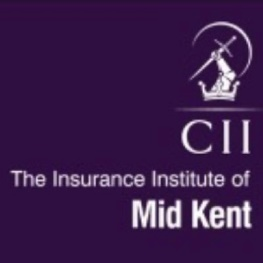 CII
The Insurance Institute of
Mid Kent